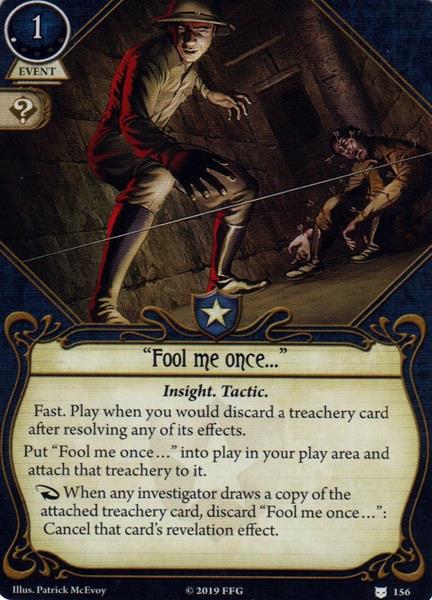 1
EVENT
?
“Fool me once…”
Insight. Tactic.
Fast. Play when you would discard a treachery card
after resolving any of its effects.
Put “Fool me once…” into play in your play area and
attach that treachery to it.
When any investigator draws a copy of the
attached treachery card, discard “Fool me once…”:
Cancel that card’s revelation effect.
Illus. Patrick McEvoy
© 2019 FFG
156